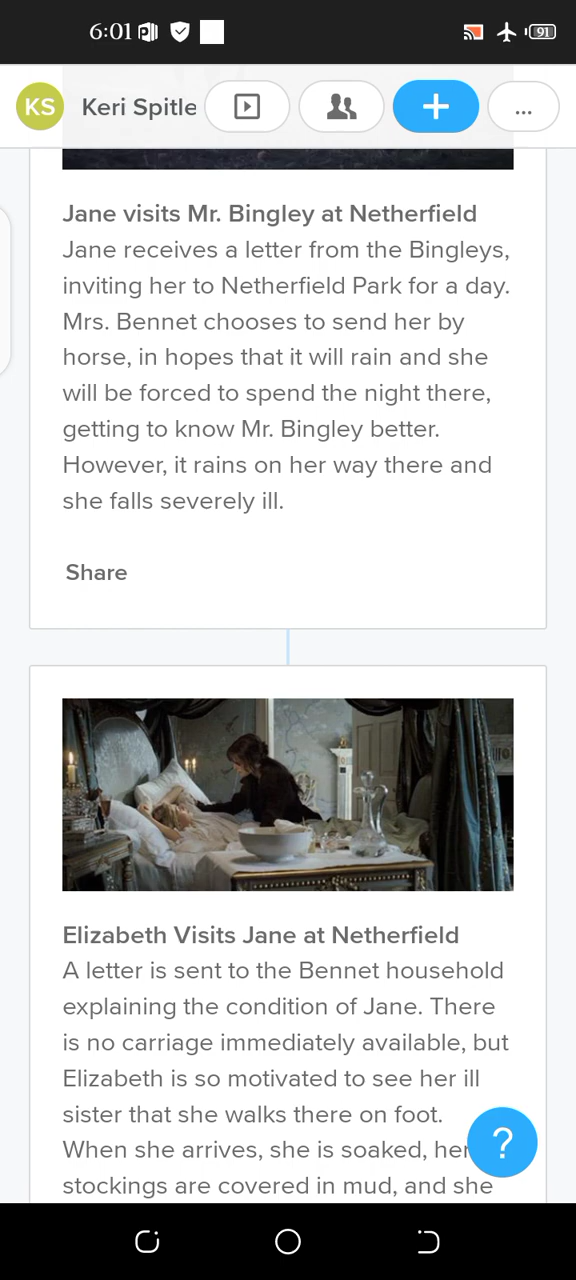 6:01
91
KS
Keri Spitle
...
Jane visits Mr. Bingley at Netherfield
Jane receives a letter from the Bingleys,
inviting her to Netherfield Park for a day.
Mrs. Bennet chooses to send her by
horse, in hopes that it will rain and she
will be forced to spend the night there,
getting to know Mr. Bingley better.
However, it rains on her way there and
she falls severely ill.
Share
Elizabeth Visits Jane at Netherfield
A letter is sent to the Bennet household
explaining the condition of Jane. There
is no carriage immediately available, but
Elizabeth is so motivated to see her ill
sister that she walks there on foot.
When she arrives, she is soaked, her
?
stockings are covered in mud, and she